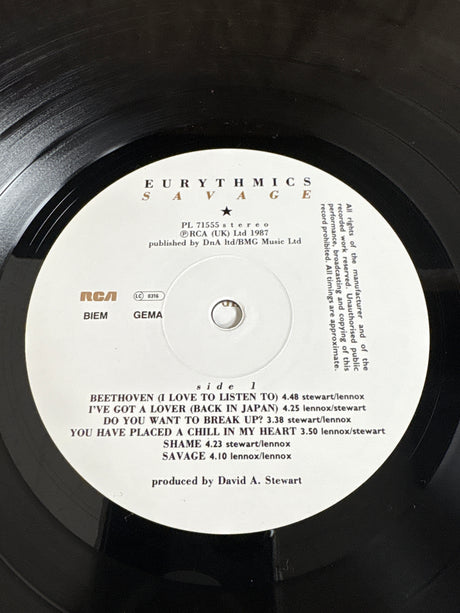 EURYTHMICS
SAVAGE
★
PL 71555 stereo
Ⓟ RCA (UK) Ltd 1987
published by DnA ltd/BMG Music Ltd
All rights of the manufacturer and of the
recorded work reserved. Unauthorised public
performance, broadcasting and copying of this
record prohibited. All timings are approximate.
RCA
LC 0316
BIEM GEMA
side 1
BEETHOVEN (I LOVE TO LISTEN TO) 4.48 stewart/lennox
I'VE GOT A LOVER (BACK IN JAPAN) 4.25 lennox/stewart
DO YOU WANT TO BREAK UP? 3.38 stewart/lennox
YOU HAVE PLACED A CHILL IN MY HEART 3.50 lennox/stewart
SHAME 4.23 stewart/lennox
SAVAGE 4.10 lennox/stewart
produced by David A. Stewart